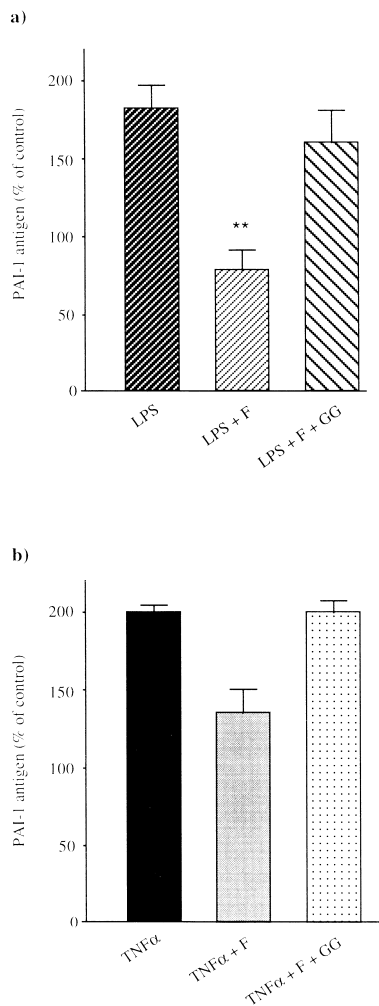 a)
PAI-1 antigen (% of control)
200
150
100
50
0
**
LPS
LPS + F
LPS + F + GG
b)
PAI-1 antigen (% of control)
200
150
100
50
0
TNFα
TNFα + F
TNFα + F + GG